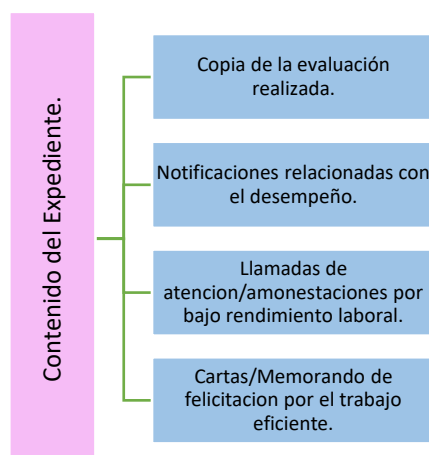 Contenido del Expediente.
Copia de la evaluación
realizada.
Notificaciones relacionadas con
el desempeño.
Llamadas de
atencion/amonestaciones por
bajo rendimiento laboral.
Cartas/Memorando de
felicitacion por el trabajo
eficiente.